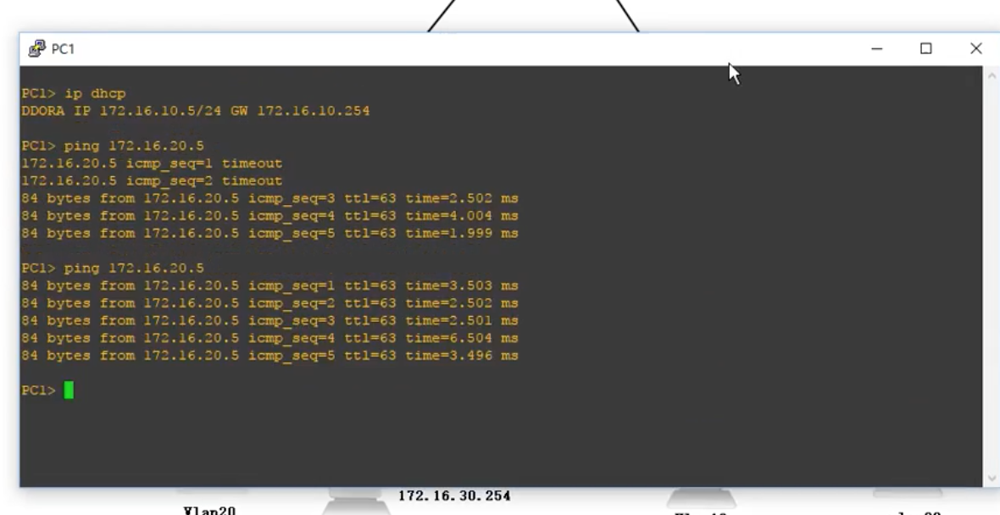 PC1
PC1> ip dhcp
DDORA IP 172.16.10.5/24 GW 172.16.10.254
PC1> ping 172.16.20.5
172.16.20.5 icmp_seq=1 timeout
172.16.20.5 icmp_seq=2 timeout
84 bytes from 172.16.20.5 icmp_seq=3 ttl=63 time=2.502 ms
84 bytes from 172.16.20.5 icmp_seq=4 ttl=63 time=4.004 ms
84 bytes from 172.16.20.5 icmp_seq=5 ttl=63 time=1.999 ms
PC1> ping 172.16.20.5
84 bytes from 172.16.20.5 icmp_seq=1 ttl=63 time=3.503 ms
84 bytes from 172.16.20.5 icmp_seq=2 ttl=63 time=2.502 ms
84 bytes from 172.16.20.5 icmp_seq=3 ttl=63 time=2.501 ms
84 bytes from 172.16.20.5 icmp_seq=4 ttl=63 time=6.504 ms
84 bytes from 172.16.20.5 icmp_seq=5 ttl=63 time=3.496 ms
PC1>
172.16.30.254
Vlan20